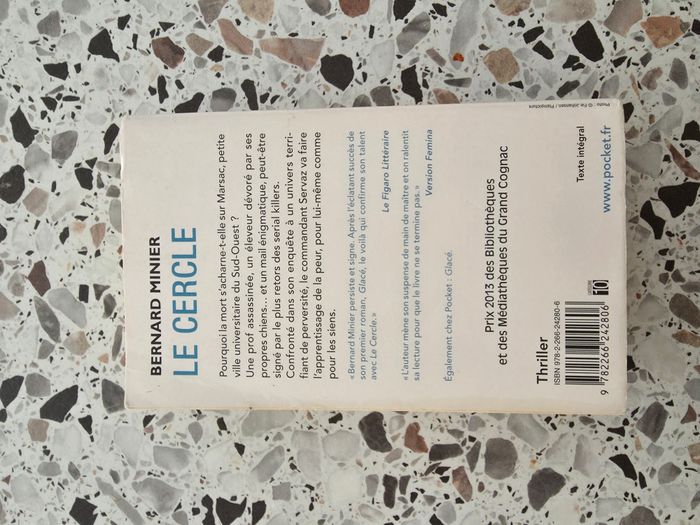 BERNARD MINIER
LE CERCLE
Pourquoi la mort s'acharne-t-elle sur Marsac, petite
ville universitaire du Sud-Ouest ?
Une prof assassinée, un éleveur dévoré par ses
propres chiens... et un mail énigmatique, peut-être
signé par le plus retors des serial killers.
Confronté dans son enquête à un univers terri-
fiant de perversité, le commandant Servaz va faire
l'apprentissage de la peur, pour lui-même comme
pour les siens.
« Bernard Minier persiste et signe. Après l'éclatant succès de
son premier roman, Glacé, le voilà qui confirme son talent
avec Le Cercle. »
Le Figaro Littéraire
« L'auteur mène son suspense de main de maître et on ralentit
sa lecture pour que le livre ne se termine pas. »
Version Femina
Également chez Pocket : Glacé.
Prix 2013 des Bibliothèques
et des Médiathèques du Grand Cognac
Thriller
ISBN 978-2-266-24280-6
9 782266 242806
10
Texte intégral
www.pocket.fr